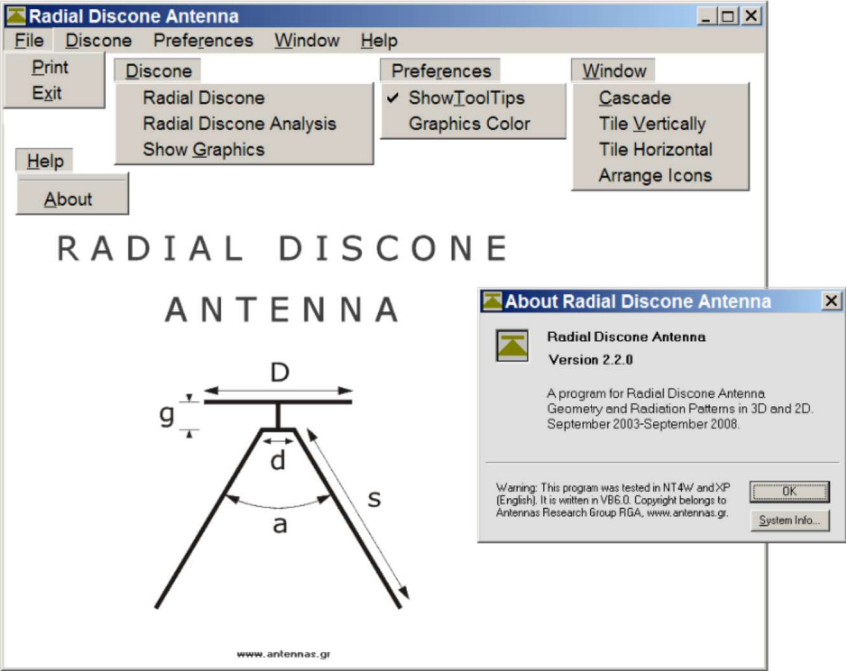 Radial Discone Antenna
File Discone Preferences Window Help
Print
Exit
Discone
Radial Discone
Radial Discone Analysis
Show Graphics
Preferences
✓ ShowToolTips
Graphics Color
Window
Cascade
Tile Vertically
Tile Horizontal
Arrange Icons
Help
About
RADIAL DISCONE
ANTENNA
D
g
d
s
a
www.antennas.gr
About Radial Discone Antenna
Radial Discone Antenna
Version 2.2.0
A program for Radial Discone Antenna
Geometry and Radiation Patterns in 3D and 2D.
September 2003-September 2008.
Warning: This program was tested in NT4W and XP
(English). It is written in VB6.0. Copyright belongs to
Antennas Research Group RGA, www.antennas.gr.
OK
System Info...